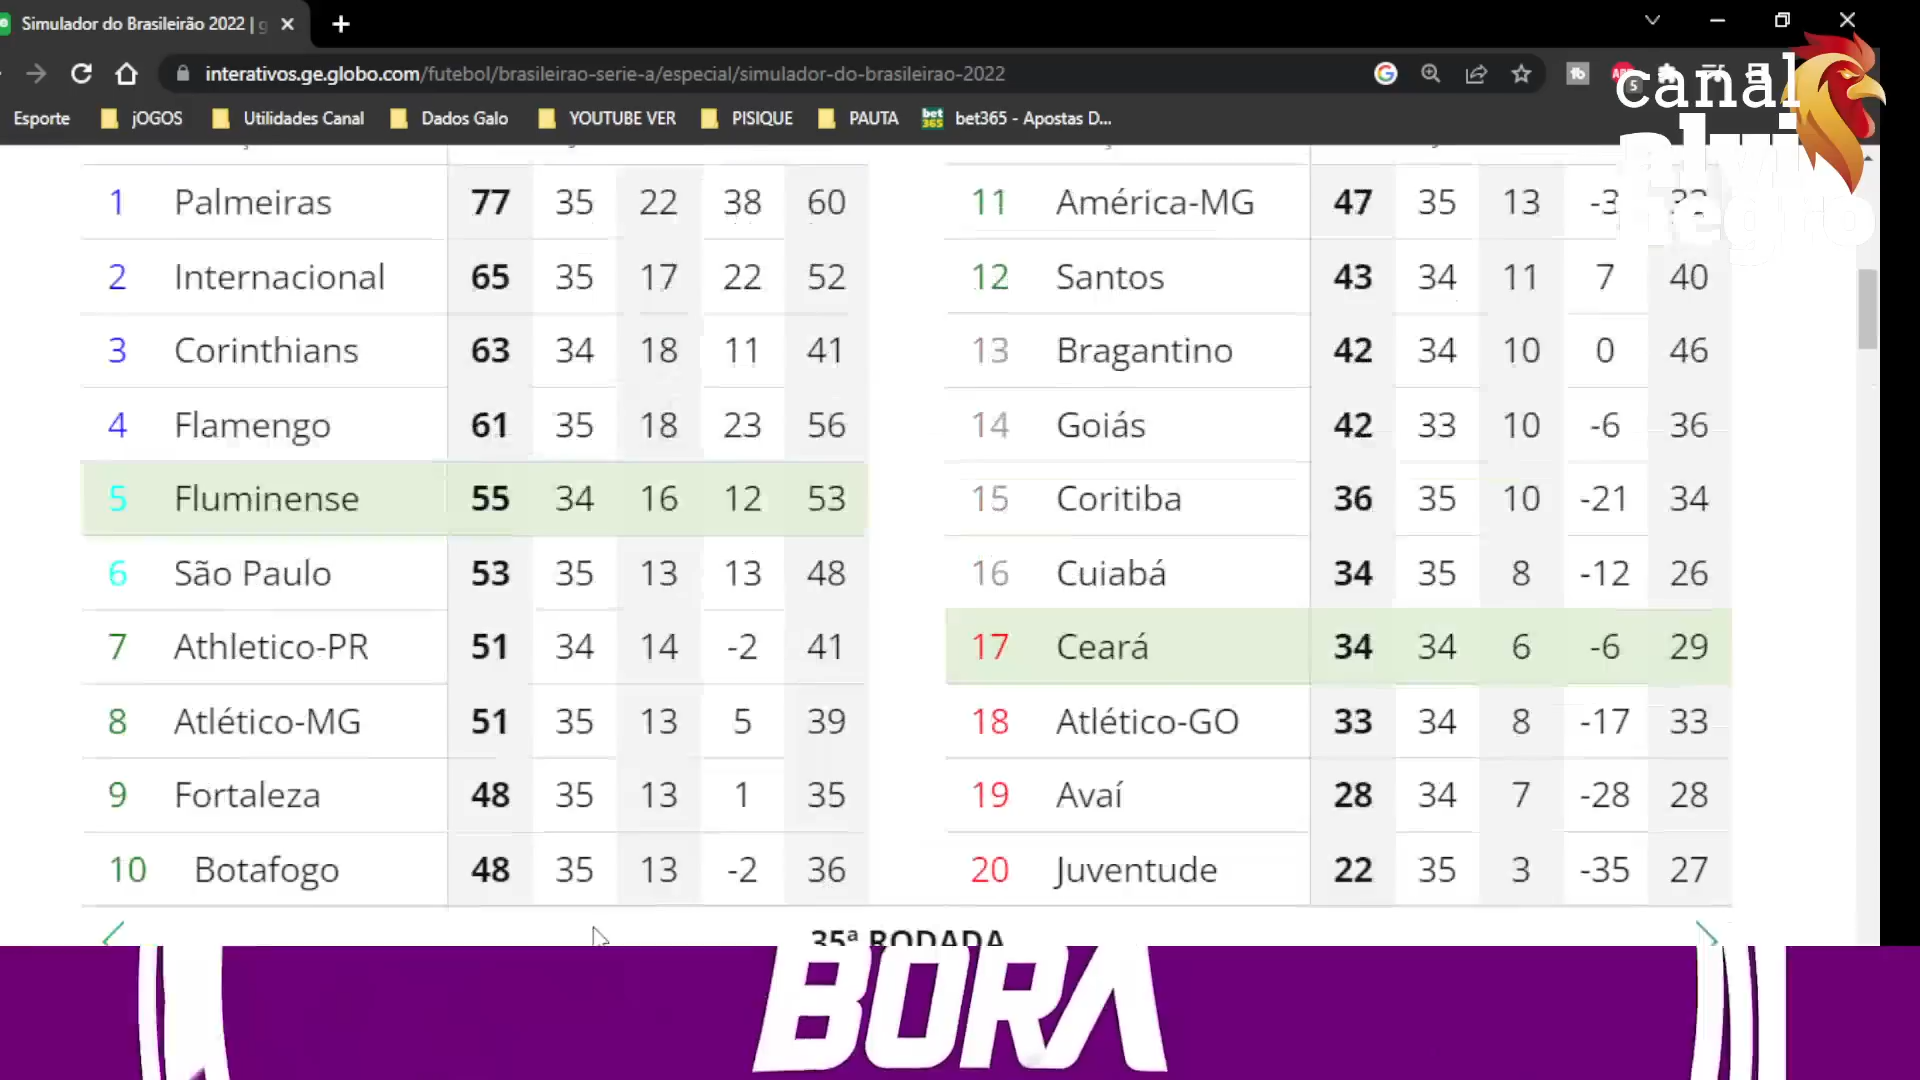 Simulador do Brasileirão 2022 | g
interativos.ge.globo.com/futebol/brasileirao-serie-a/especial/simulador-do-brasileirao-2022
Esporte jOGOS Utilidades Canal Dados Galo YOUTUBE VER PISIQUE PAUTA bet365 bet365 - Apostas D...
canal
alvi
negro
1 Palmeiras 77 35 22 38 60
2 Internacional 65 35 17 22 52
3 Corinthians 63 34 18 11 41
4 Flamengo 61 35 18 23 56
5 Fluminense 55 34 16 12 53
6 São Paulo 53 35 13 13 48
7 Athletico-PR 51 34 14 -2 41
8 Atlético-MG 51 35 13 5 39
9 Fortaleza 48 35 13 1 35
10 Botafogo 48 35 13 -2 36
11 América-MG 47 35 13
12 Santos 43 34 11 7 40
13 Bragantino 42 34 10 0 46
14 Goiás 42 33 10 -6 36
15 Coritiba 36 35 10 -21 34
16 Cuiabá 34 35 8 -12 26
17 Ceará 34 34 6 -6 29
18 Atlético-GO 33 34 8 -17 33
19 Avaí 28 34 7 -28 28
20 Juventude 22 35 3 -35 27
35ª RODADA
BORA